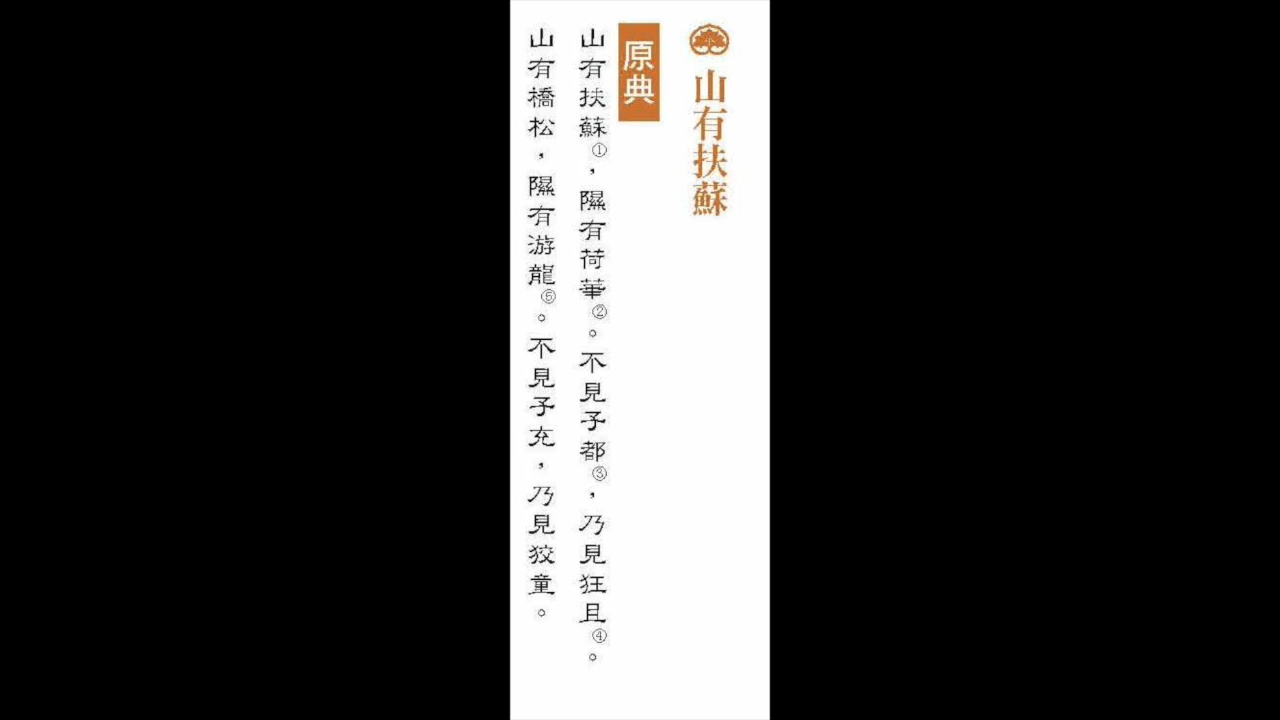 山有扶蘇
原典
山有扶蘇①，隰有荷華②。不見子都③，乃見狂且④。
山有橋松，隰有游龍⑤。不見子充，乃見狡童。